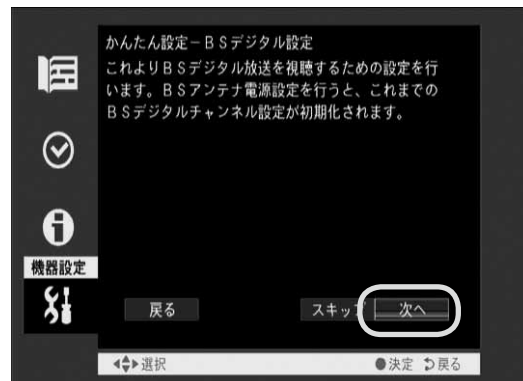 かんたん設定－ＢＳデジタル設定
これよりＢＳデジタル放送を視聴するための設定を行
います。ＢＳアンテナ電源設定を行うと、これまでの
ＢＳデジタルチャンネル設定が初期化されます。
機器設定
戻る
スキップ
次へ
選択
●決定 戻る